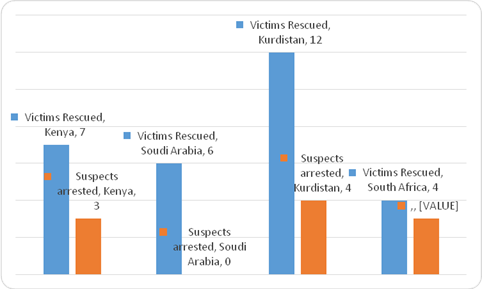 Victims Rescued,
Kurdistan, 12
Victims Rescued,
Kenya, 7
Victims Rescued,
Saudi Arabia, 6
Suspects
arrested, Kenya,
3
Suspects
arrested,
Kurdistan, 4
Victims Rescued,
South Africa, 4
,, [VALUE]
Suspects
arrested, Soudi
Arabia, 0